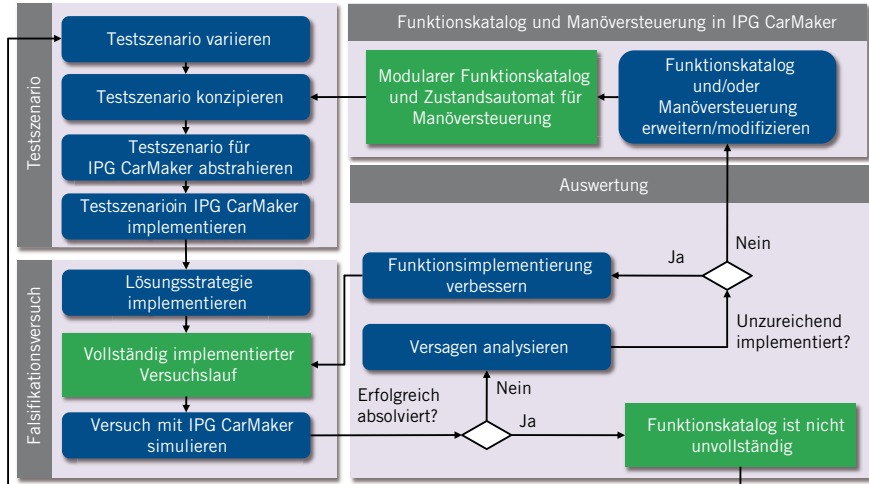 Testszenario
Testszenario variieren
Testszenario konzipieren
Testszenario für
IPG CarMaker abstrahieren
Testszenarioin IPG CarMaker
implementieren
Funktionskatalog und Manöversteuerung in IPG CarMaker
Modularer Funktionskatalog
und Zustandsautomat für
Manöversteuerung
Funktionskatalog
und/oder
Manöversteuerung
erweitern/modifizieren
Falsifikationsversuch
Lösungsstrategie
implementieren
Vollständig implementierter
Versuchslauf
Versuch mit IPG CarMaker
simulieren
Auswertung
Nein
Ja
Funktionsimplementierung
verbessern
Unzureichend
implementiert?
Versagen analysieren
Erfolgreich
absolviert?
Nein
Ja
Funktionskatalog ist nicht
unvollständig